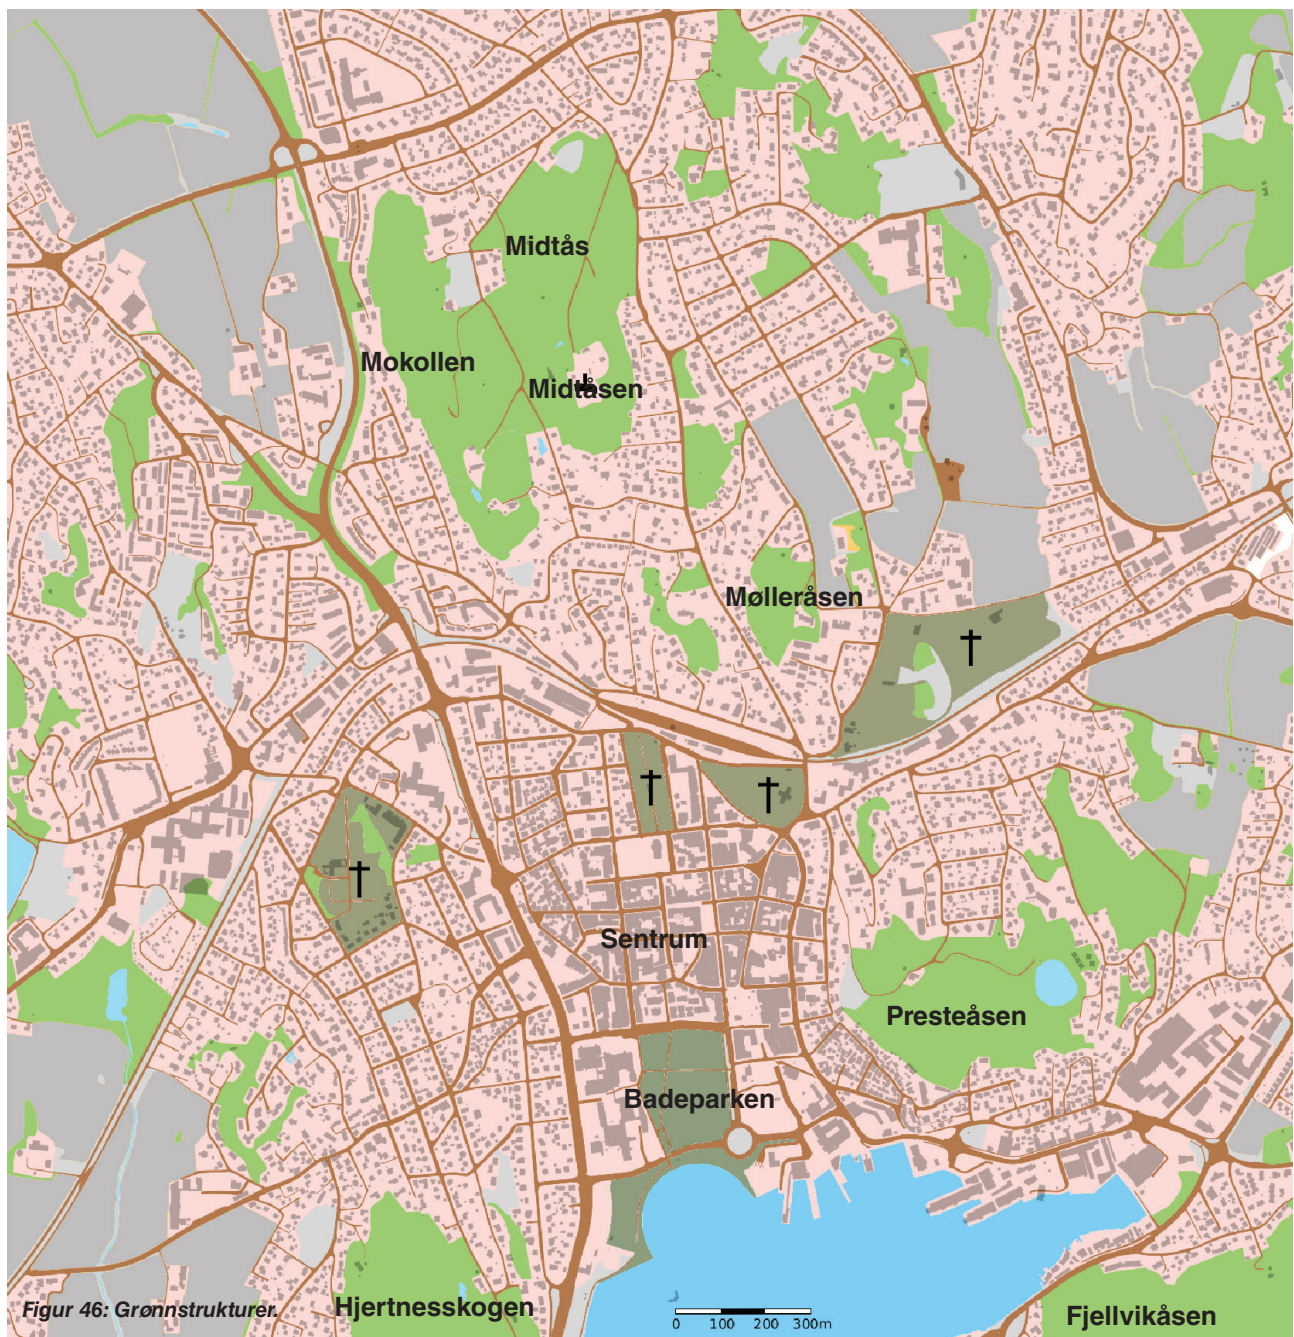 Midtås
Mokollen
Midtåsen
Mølleråsen
Sentrum
Presteåsen
Badeparken
Figur 46: Grønnstrukturer.
Hjertnesskogen
0 100 200 300m
Fjellvikåsen